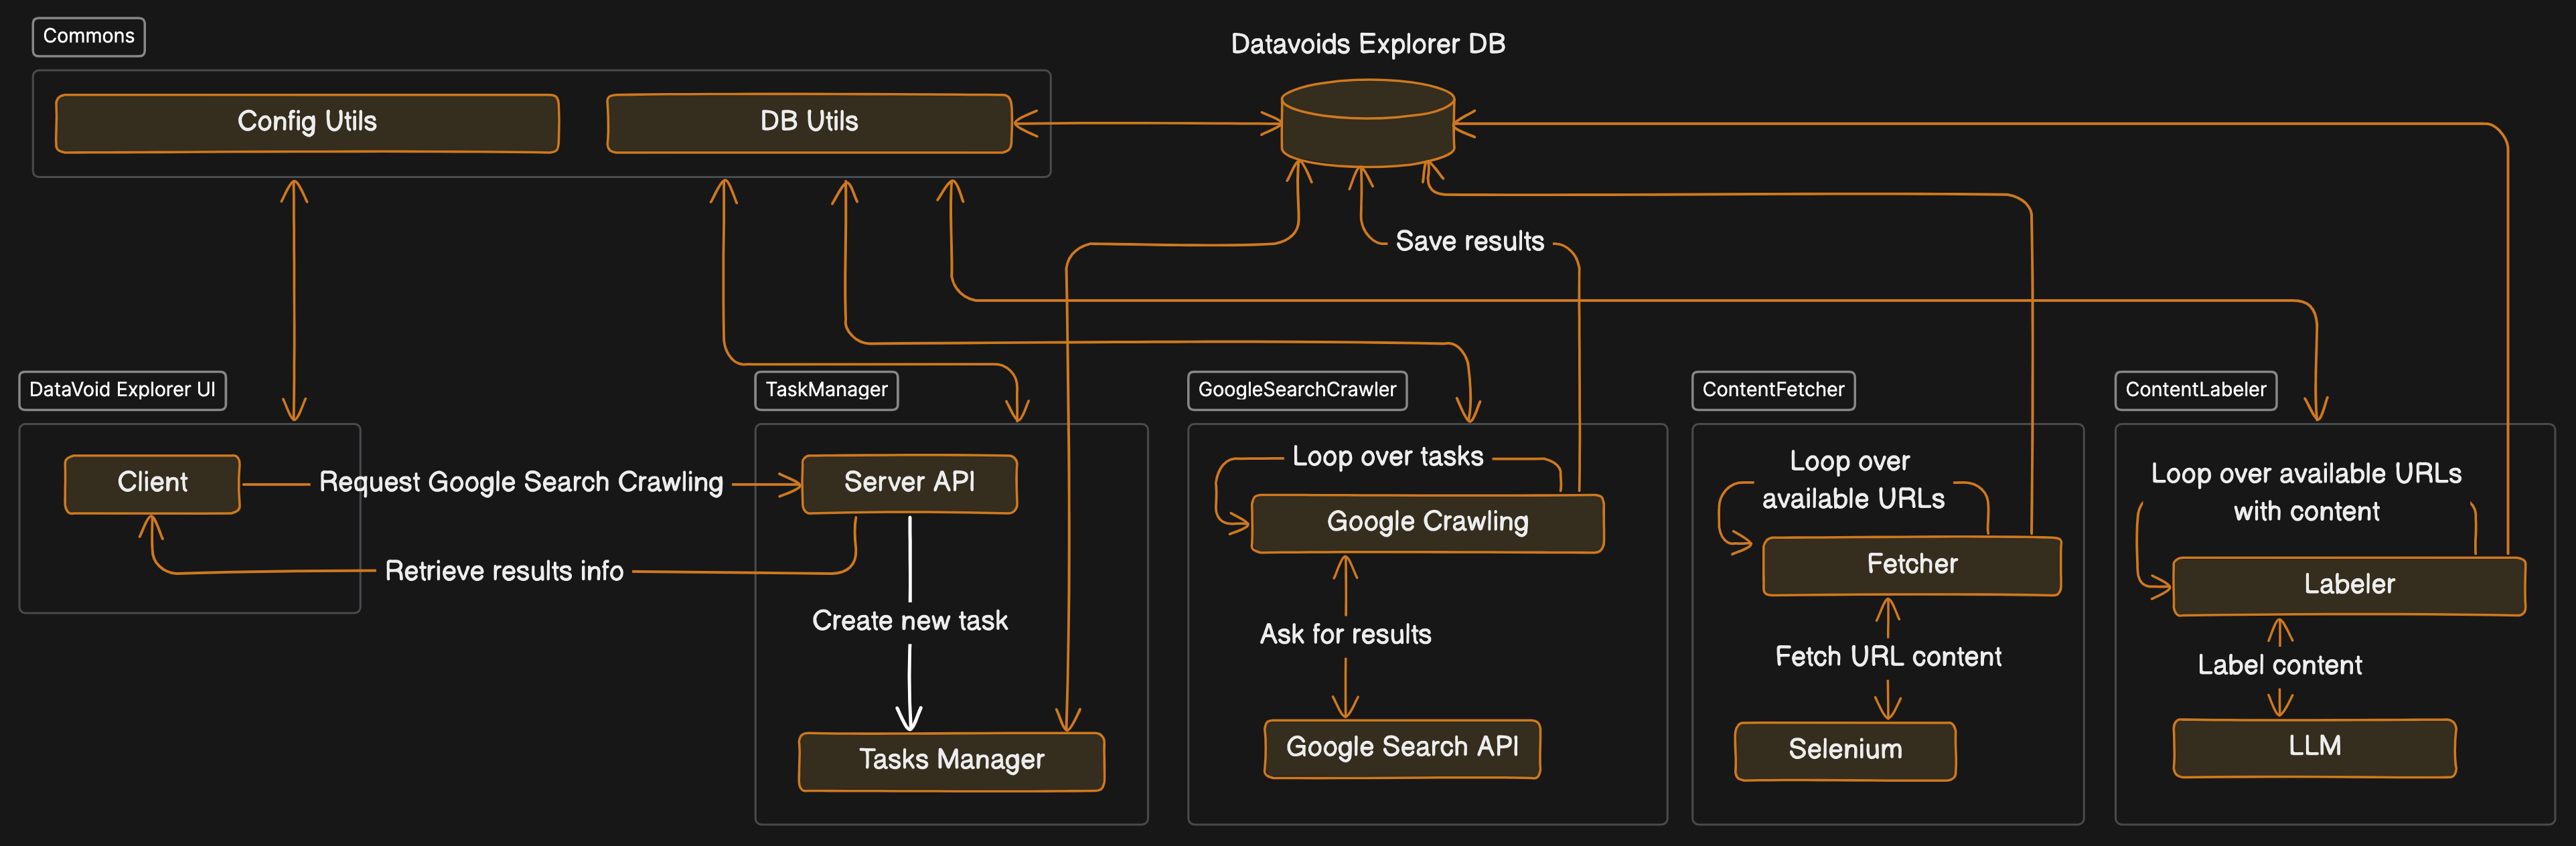 Commons
Datavoids Explorer DB
Config Utils
DB Utils
Save results
DataVoid Explorer UI
TaskManager
GoogleSearchCrawler
ContentFetcher
ContentLabeler
Client
Request Google Search Crawling
Server API
Retrieve results info
Create new task
Tasks Manager
Loop over tasks
Google Crawling
Ask for results
Google Search API
Loop over
available URLs
Fetcher
Fetch URL content
Selenium
Loop over available URLs
with content
Labeler
Label content
LLM